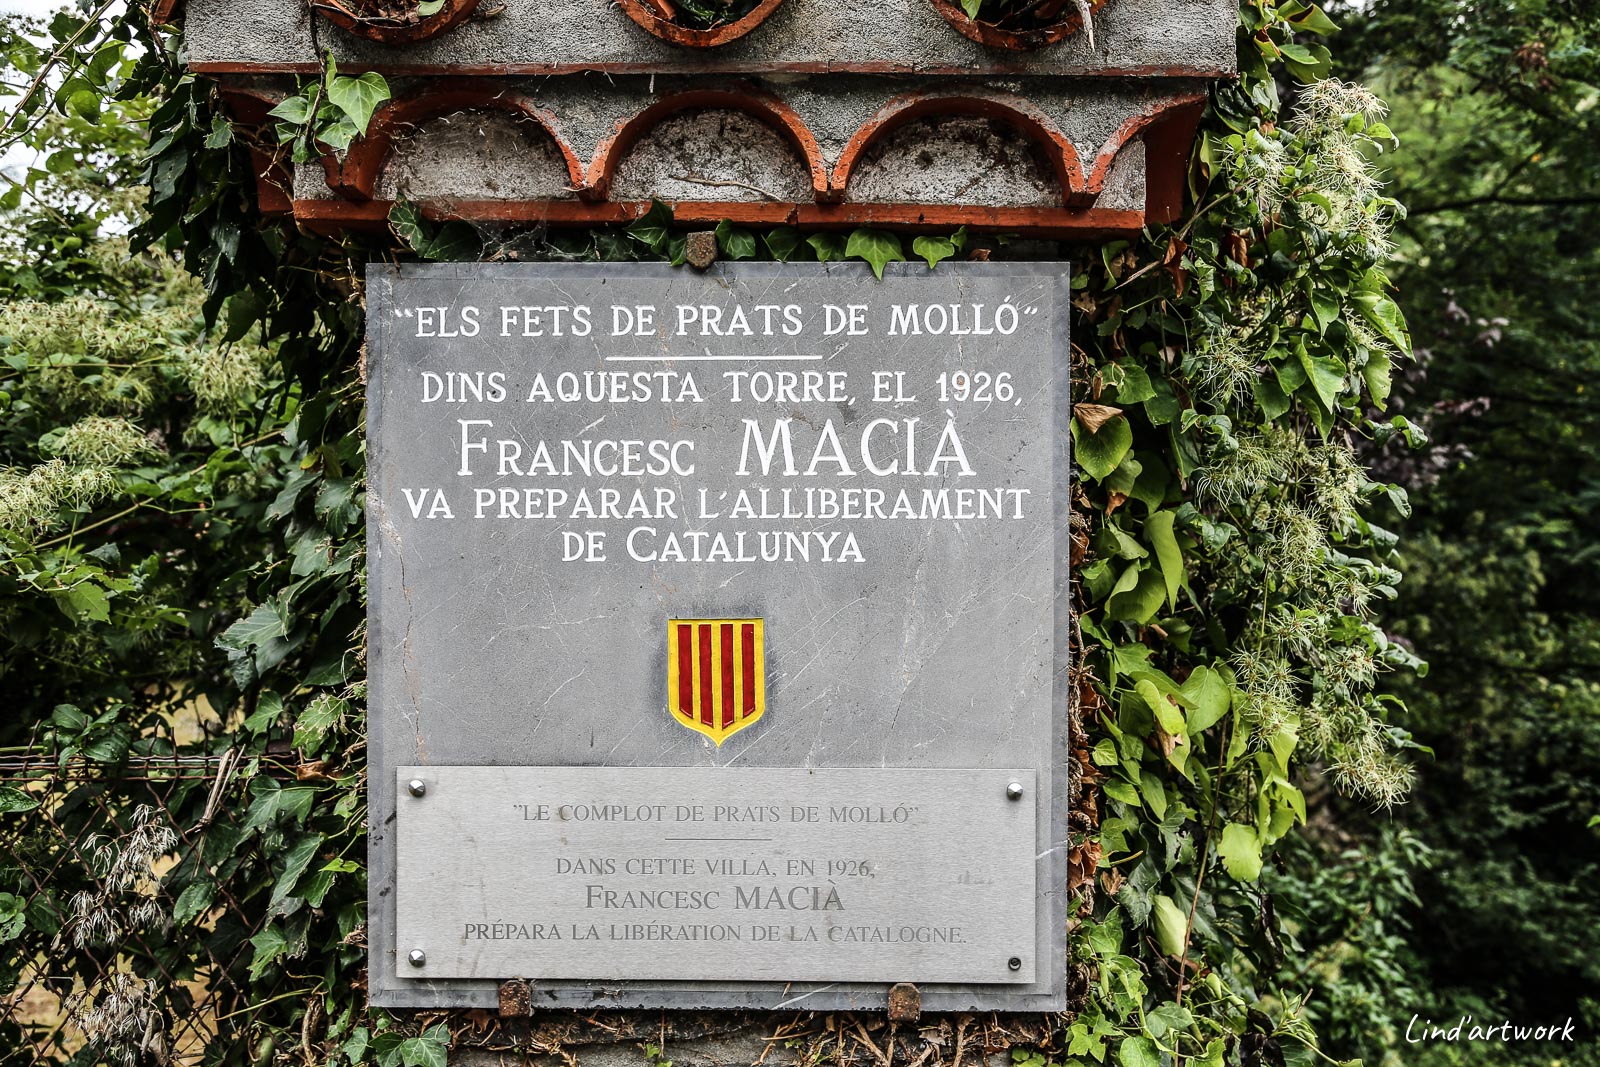 “ELS FETS DE PRATS DE MOLLÓ”
DINS AQUESTA TORRE, EL 1926,
FRANCESC MACIÀ
VA PREPARAR L'ALLIBERAMENT
DE CATALUNYA
”LE COMPLOT DE PRATS DE MOLLÓ”
DANS CETTE VILLA, EN 1926,
FRANCESC MACIÀ
PRÉPARA LA LIBÉRATION DE LA CATALOGNE.
Lind'artwork